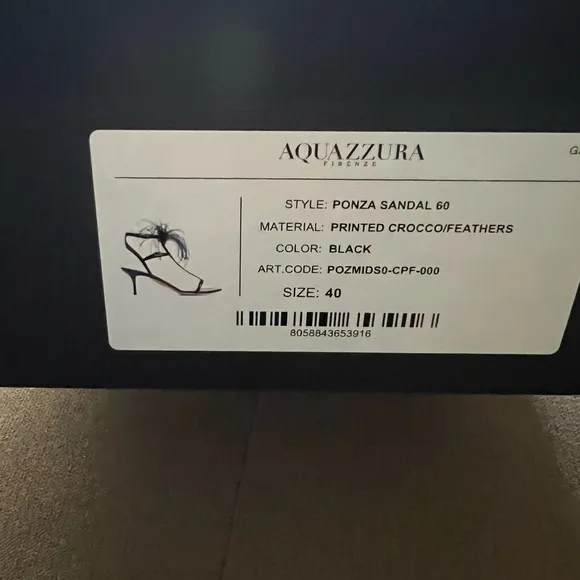 AQUAZZURA
FIRENZE
STYLE: PONZA SANDAL 60
MATERIAL: PRINTED CROCCO/FEATHERS
COLOR: BLACK
ART.CODE: POZMIDS0-CPF-000
SIZE: 40
8058843653916